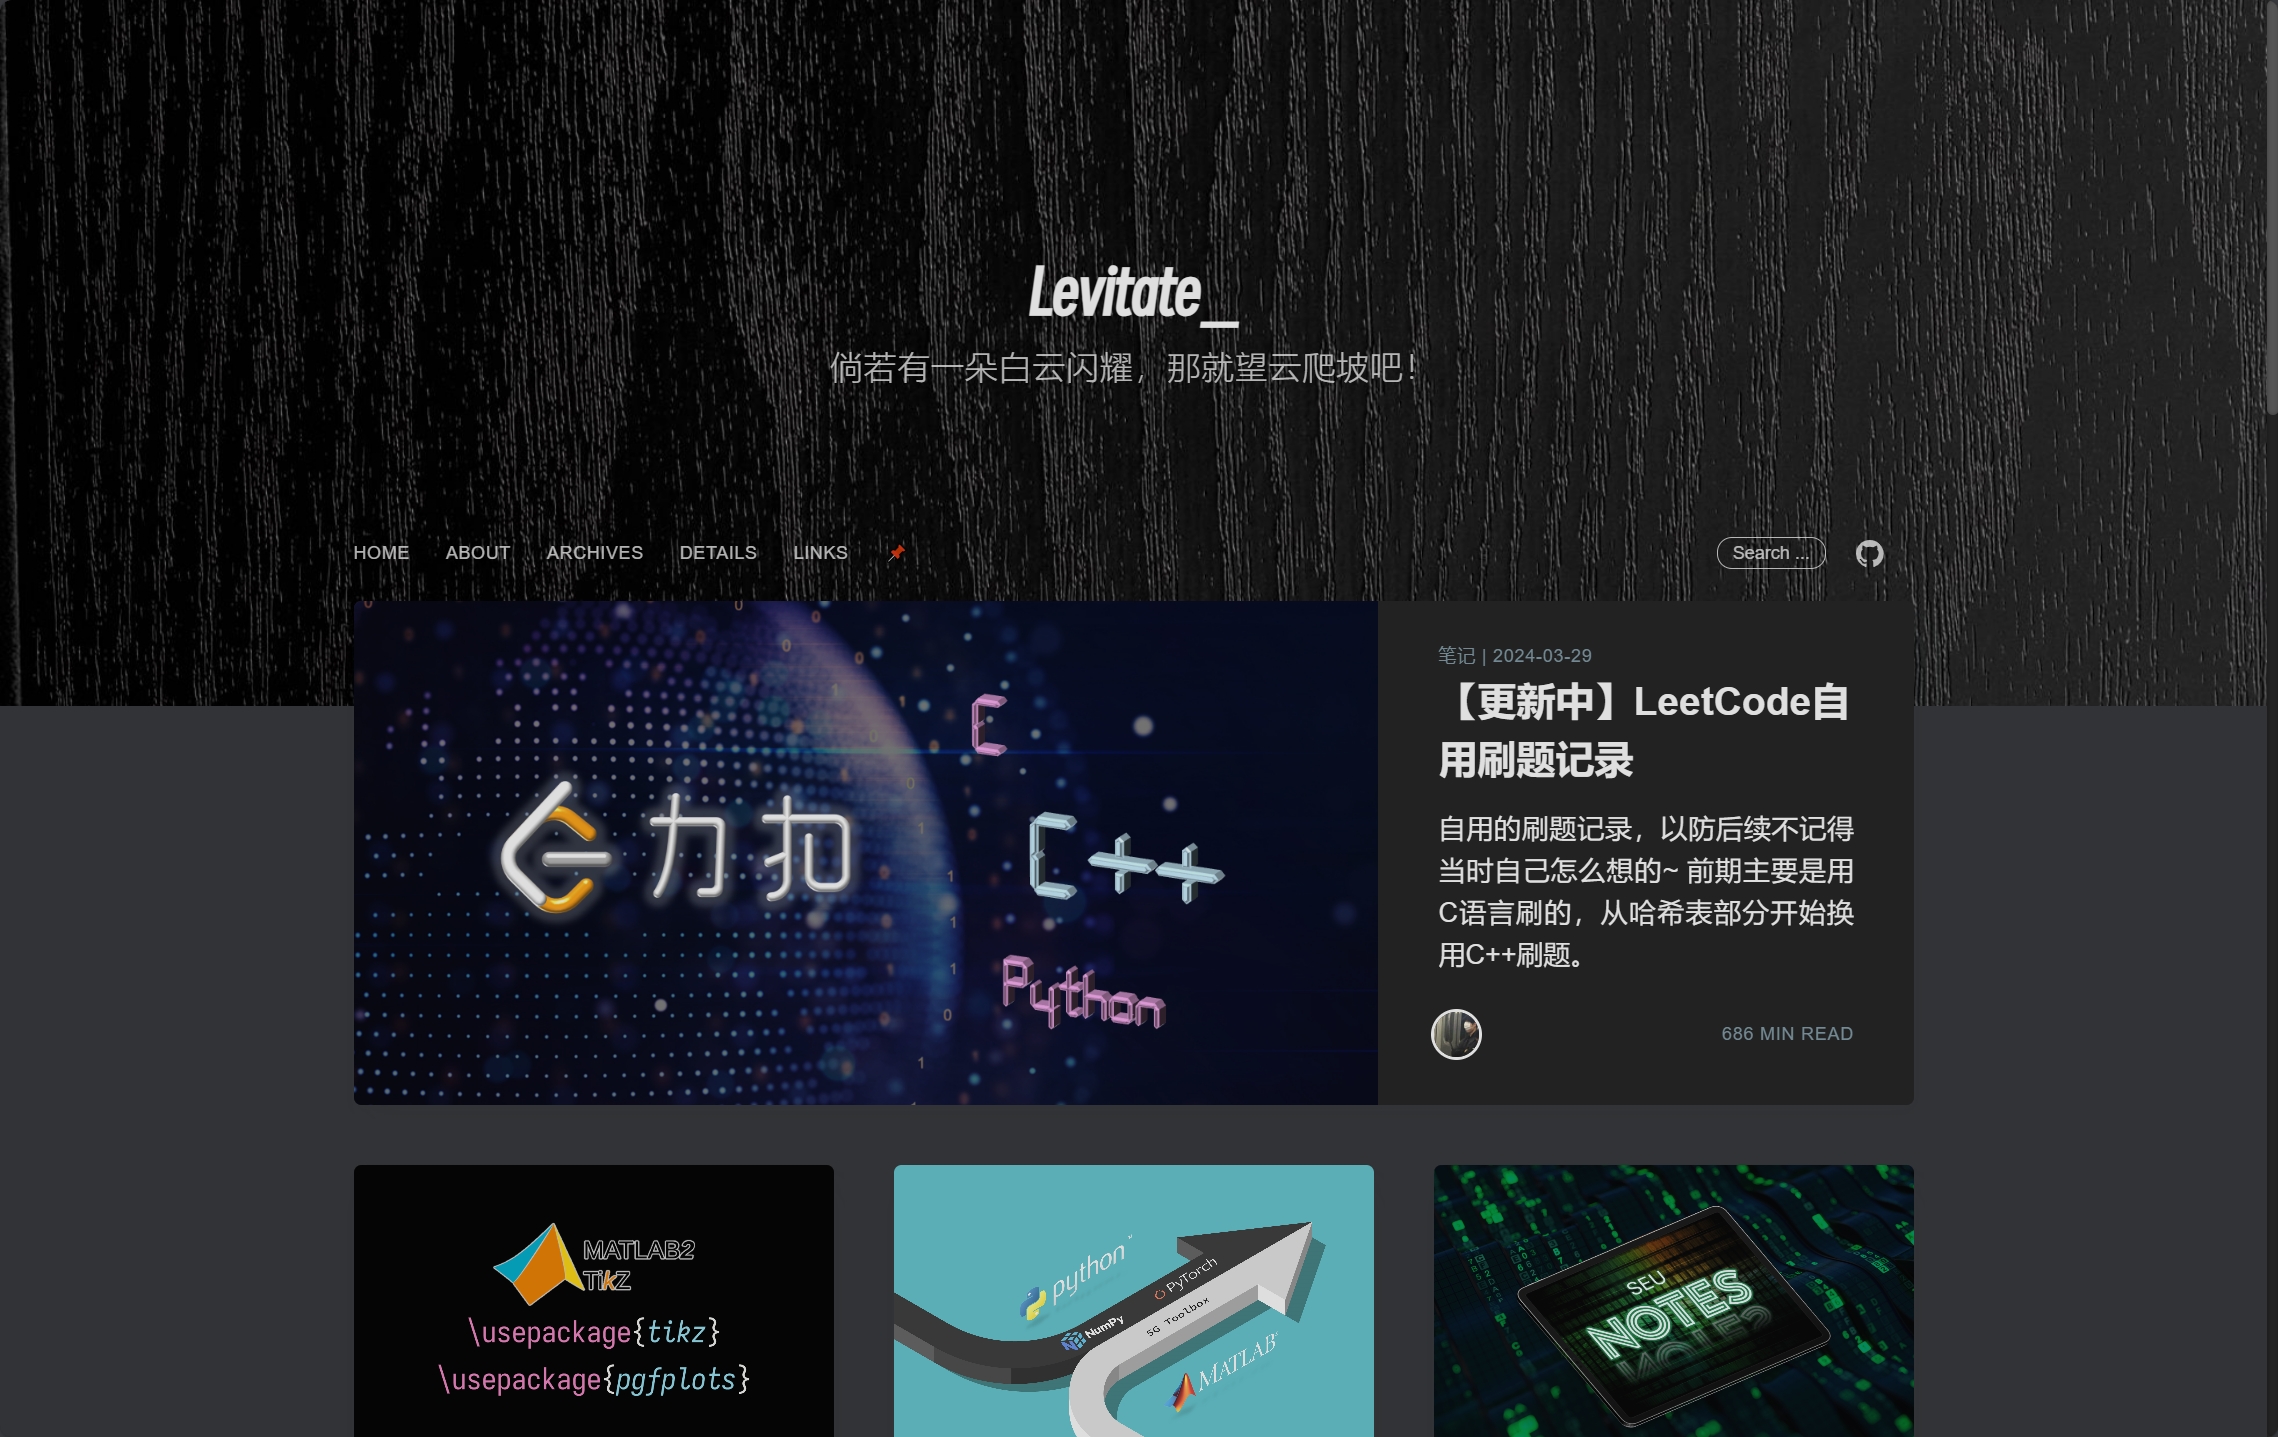 Levitate_
倘若有一朵白云闪耀，那就望云爬坡吧！
HOME ABOUT ARCHIVES DETAILS LINKS
Search ...
力扣
C
C++
Python
笔记 | 2024-03-29
【更新中】LeetCode自
用刷题记录
自用的刷题记录，以防后续不记得
当时自己怎么想的~ 前期主要是用
C语言刷的，从哈希表部分开始换
用C++刷题。
686 MIN READ
MATLAB2
TikZ
\usepackage{tikz}
\usepackage{pgfplots}
python
PyTorch
NumPy
5G Toolbox
MATLAB
SEU
NOTES